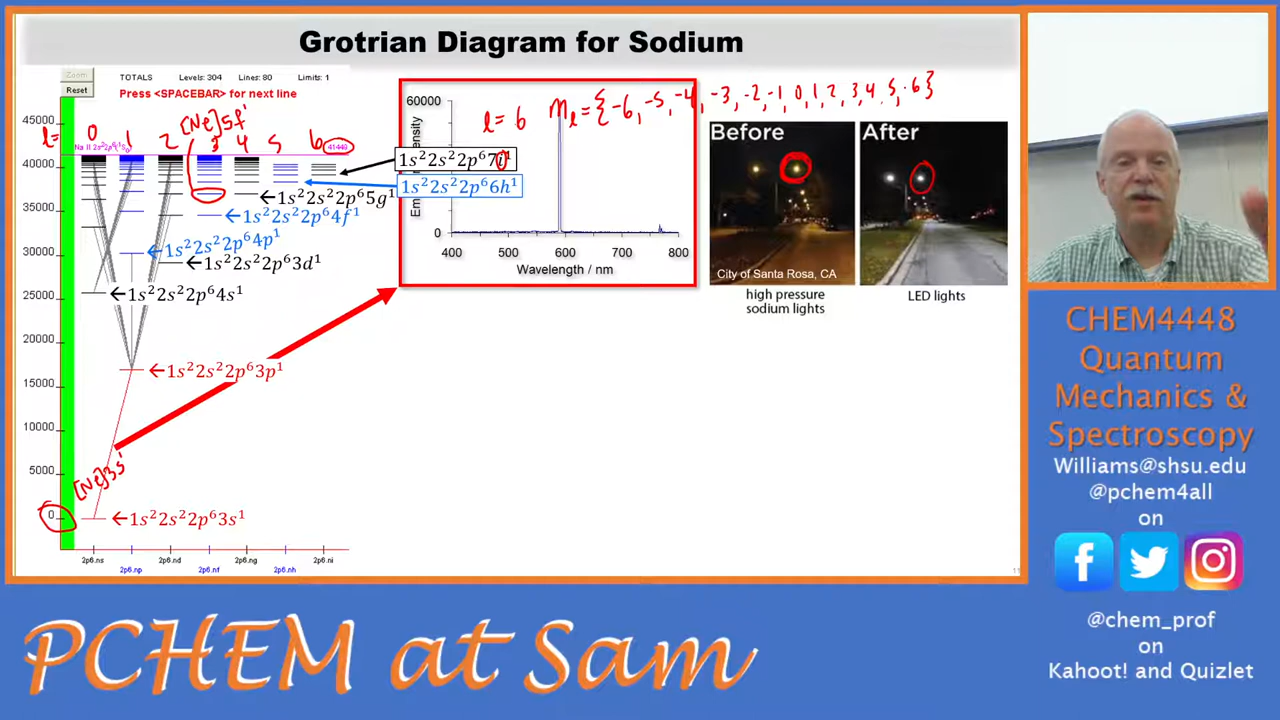 Grotrian Diagram for Sodium
Zoom
Reset
TOTALS Levels: 304 Lines: 80 Limits: 1
Press <SPACEBAR> for next line
45000
40000
35000
30000
25000
20000
15000
10000
5000
0
l= 0 1 2 3 4 5 6
[Ne]5f¹
41449
←1s²2s²2p⁶5g¹
←1s²2s²2p⁶4f¹
←1s²2s²2p⁶4p¹
←1s²2s²2p⁶3d¹
←1s²2s²2p⁶4s¹
←1s²2s²2p⁶3p¹
[Ne]3s¹
←1s²2s²2p⁶3s¹
2p6.ns 2p6.np 2p6.nd 2p6.nf 2p6.ng 2p6.nh 2p6.ni
1s²2s²2p⁶7i¹
1s²2s²2p⁶6h¹
l=6 mₗ={-6,-5,-4,-3,-2,-1,0,1,2,3,4,5,6}
60000
0
400 500 600 700 800
Wavelength / nm
Before
City of Santa Rosa, CA
high pressure
sodium lights
After
LED lights
CHEM4448
Quantum
Mechanics &
Spectroscopy
Williams@shsu.edu
@pchem4all
on
@chem_prof
on
Kahoot! and Quizlet
PCHEM at Sam